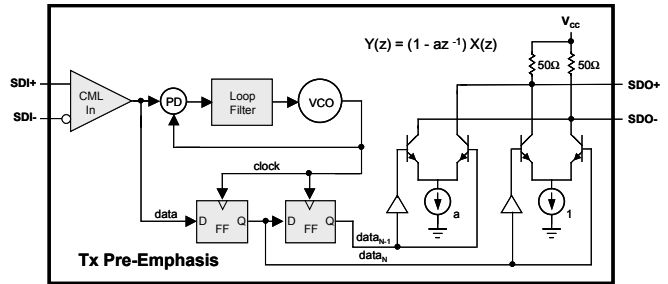 V_CC
Y(z) = (1 - az ⁻¹) X(z)
50Ω
50Ω
SDI+
SDI-
CML
In
PD
Loop
Filter
VCO
SDO+
SDO-
clock
data
D
Q
FF
D
Q
FF
a
1
data_N-1
data_N
Tx Pre-Emphasis